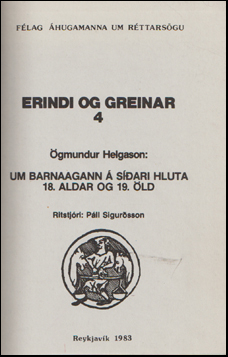 FÉLAG ÁHUGAMANNA UM RÉTTARSÖGU
ERINDI OG GREINAR
4
Ögmundur Helgason:
UM BARNAAGANN Á SÍÐARI HLUTA
18. ALDAR OG 19. ÖLD
Ritstjóri: Páll Sigurðsson
Reykjavík 1983